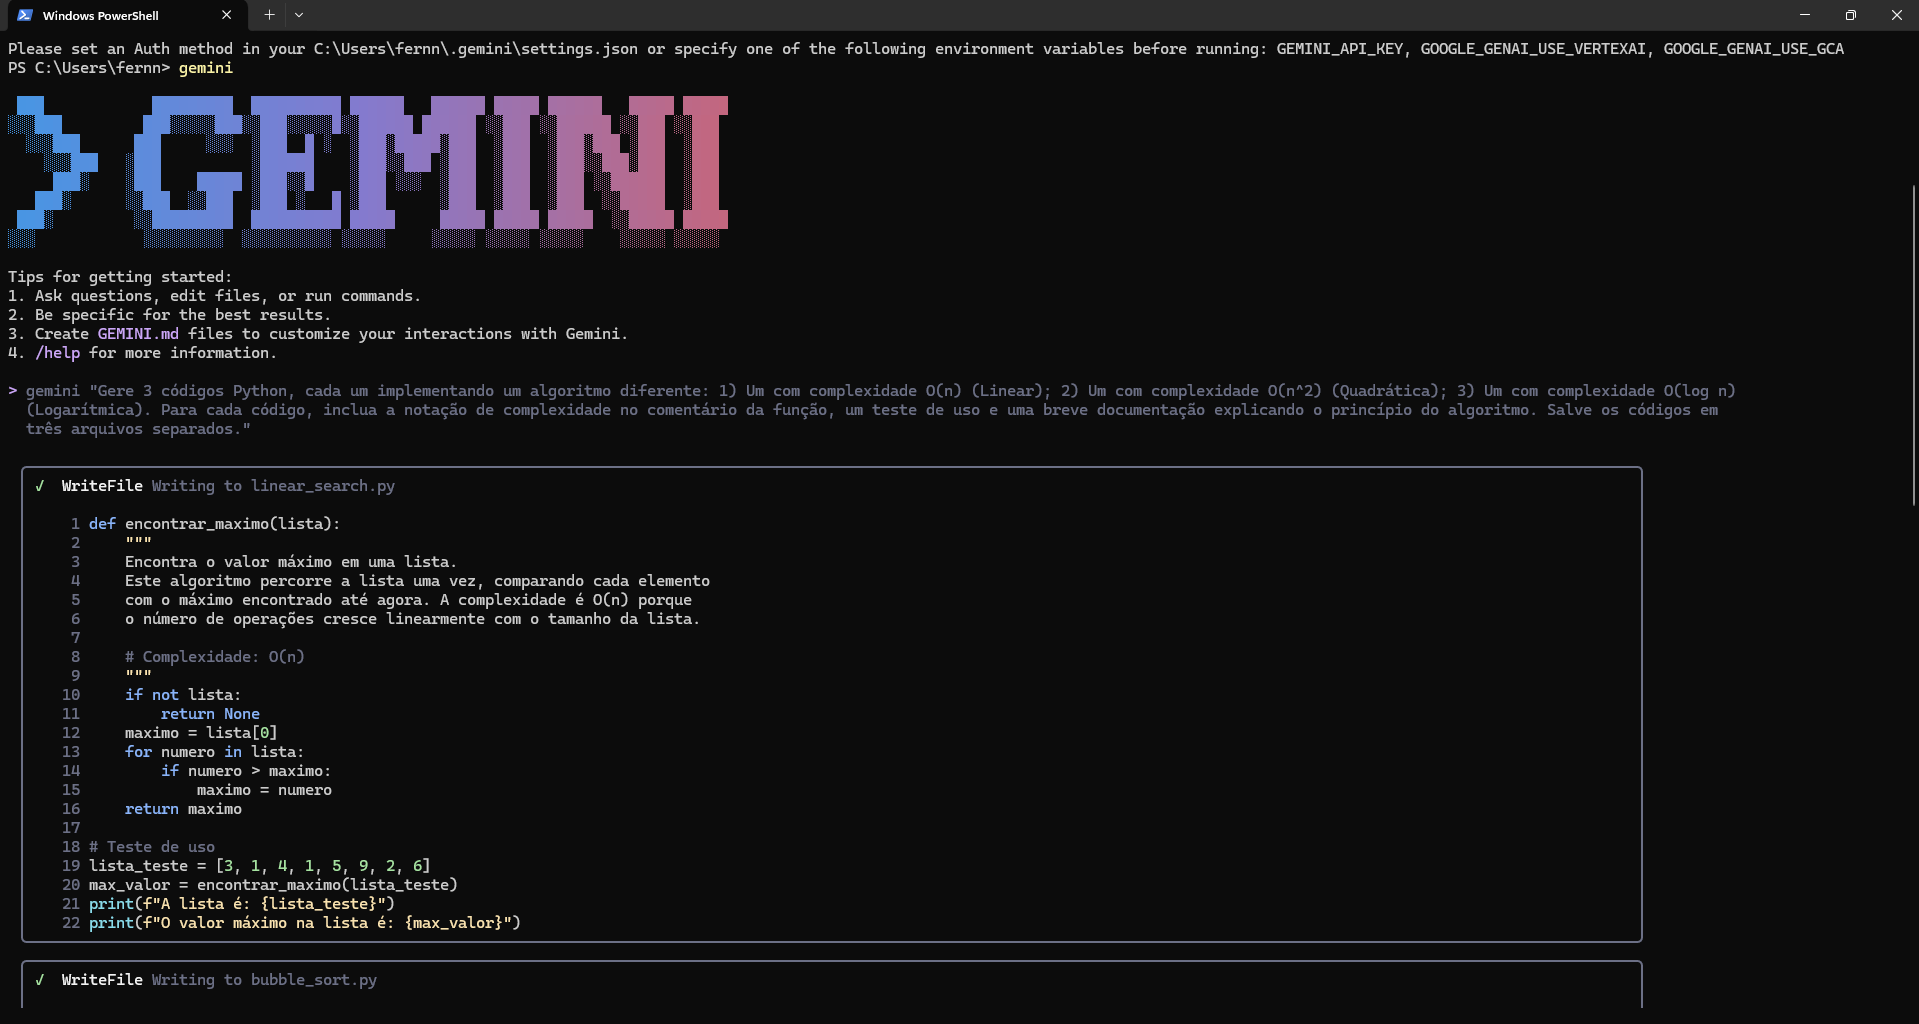 Windows PowerShell
Please set an Auth method in your C:\Users\fernn\.gemini\settings.json or specify one of the following environment variables before running: GEMINI_API_KEY, GOOGLE_GENAI_USE_VERTEXAI, GOOGLE_GENAI_USE_GCA
PS C:\Users\fernn> gemini
> GEMINI
Tips for getting started:
1. Ask questions, edit files, or run commands.
2. Be specific for the best results.
3. Create GEMINI.md files to customize your interactions with Gemini.
4. /help for more information.
> gemini "Gere 3 códigos Python, cada um implementando um algoritmo diferente: 1) Um com complexidade O(n) (Linear); 2) Um com complexidade O(n^2) (Quadrática); 3) Um com complexidade O(log n)
(Logarítmica). Para cada código, inclua a notação de complexidade no comentário da função, um teste de uso e uma breve documentação explicando o princípio do algoritmo. Salve os códigos em
três arquivos separados."
✓ WriteFile Writing to linear_search.py
1 def encontrar_maximo(lista):
2     """
3     Encontra o valor máximo em uma lista.
4     Este algoritmo percorre a lista uma vez, comparando cada elemento
5     com o máximo encontrado até agora. A complexidade é O(n) porque
6     o número de operações cresce linearmente com o tamanho da lista.
7
8     # Complexidade: O(n)
9     """
10     if not lista:
11         return None
12     maximo = lista[0]
13     for numero in lista:
14         if numero > maximo:
15             maximo = numero
16     return maximo
17
18 # Teste de uso
19 lista_teste = [3, 1, 4, 1, 5, 9, 2, 6]
20 max_valor = encontrar_maximo(lista_teste)
21 print(f"A lista é: {lista_teste}")
22 print(f"O valor máximo na lista é: {max_valor}")
✓ WriteFile Writing to bubble_sort.py